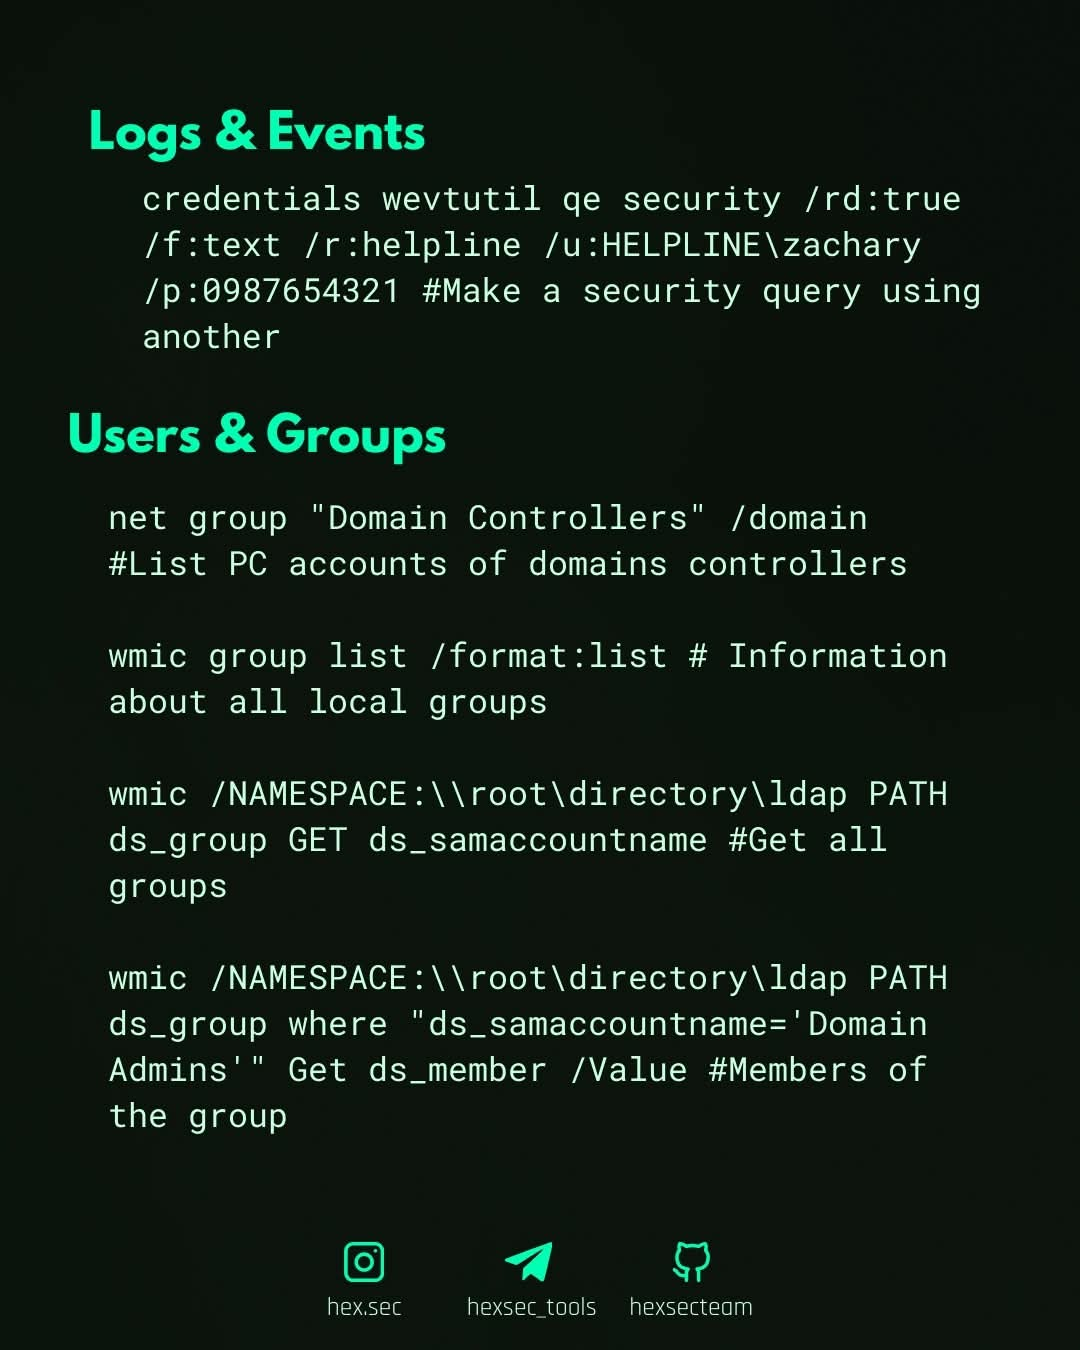 Logs & Events
credentials wevtutil qe security /rd:true
/f:text /r:helpline /u:HELPLINE\zachary
/p:0987654321 #Make a security query using
another
Users & Groups
net group "Domain Controllers" /domain
#List PC accounts of domains controllers
wmic group list /format:list # Information
about all local groups
wmic /NAMESPACE:\\root\directory\ldap PATH
ds_group GET ds_samaccountname #Get all
groups
wmic /NAMESPACE:\\root\directory\ldap PATH
ds_group where "ds_samaccountname='Domain
Admins'" Get ds_member /Value #Members of
the group
hex.sec hexsec_tools hexsecteam